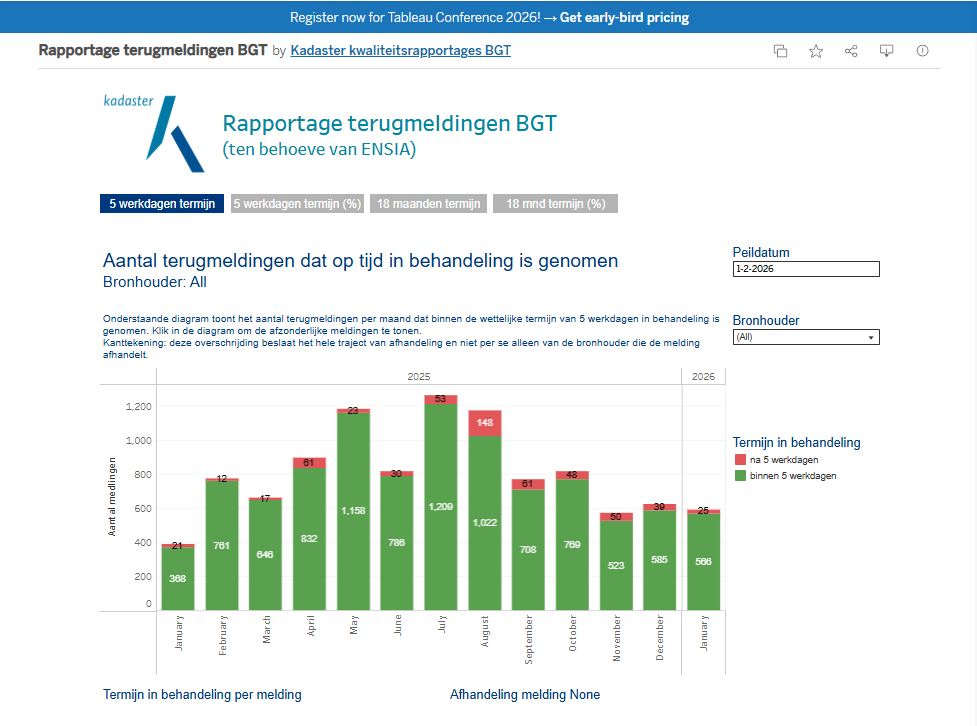 Register now for Tableau Conference 2026! → Get early-bird pricing
Rapportage terugmeldingen BGT by Kadaster kwaliteitsrapportages BGT
kadaster
Rapportage terugmeldingen BGT
(ten behoeve van ENSIA)
5 werkdagen termijn 5 werkdagen termijn (%) 18 maanden termijn 18 mnd termijn (%)
Aantal terugmeldingen dat op tijd in behandeling is genomen
Bronhouder: All
Peildatum
1-2-2026
Bronhouder
(All)
Onderstaande diagram toont het aantal terugmeldingen per maand dat binnen de wettelijke termijn van 5 werkdagen in behandeling is
genomen. Klik in de diagram om de afzonderlijke meldingen te tonen.
Kanttekening: deze overschrijding beslaat het hele traject van afhandeling en niet per se alleen van de bronhouder die de melding
afhandelt.
2025 2026
Aantal medlingen
1,200
1,000
800
600
400
200
0
21 12 17 61 23 30 53 148 61 48 50 39 25
368 761 646 832 1,158 786 1,209 1,022 708 769 523 585 566
January February March April May June July August September October November December January
Termijn in behandeling
na 5 werkdagen
binnen 5 werkdagen
Termijn in behandeling per melding
Afhandeling melding None